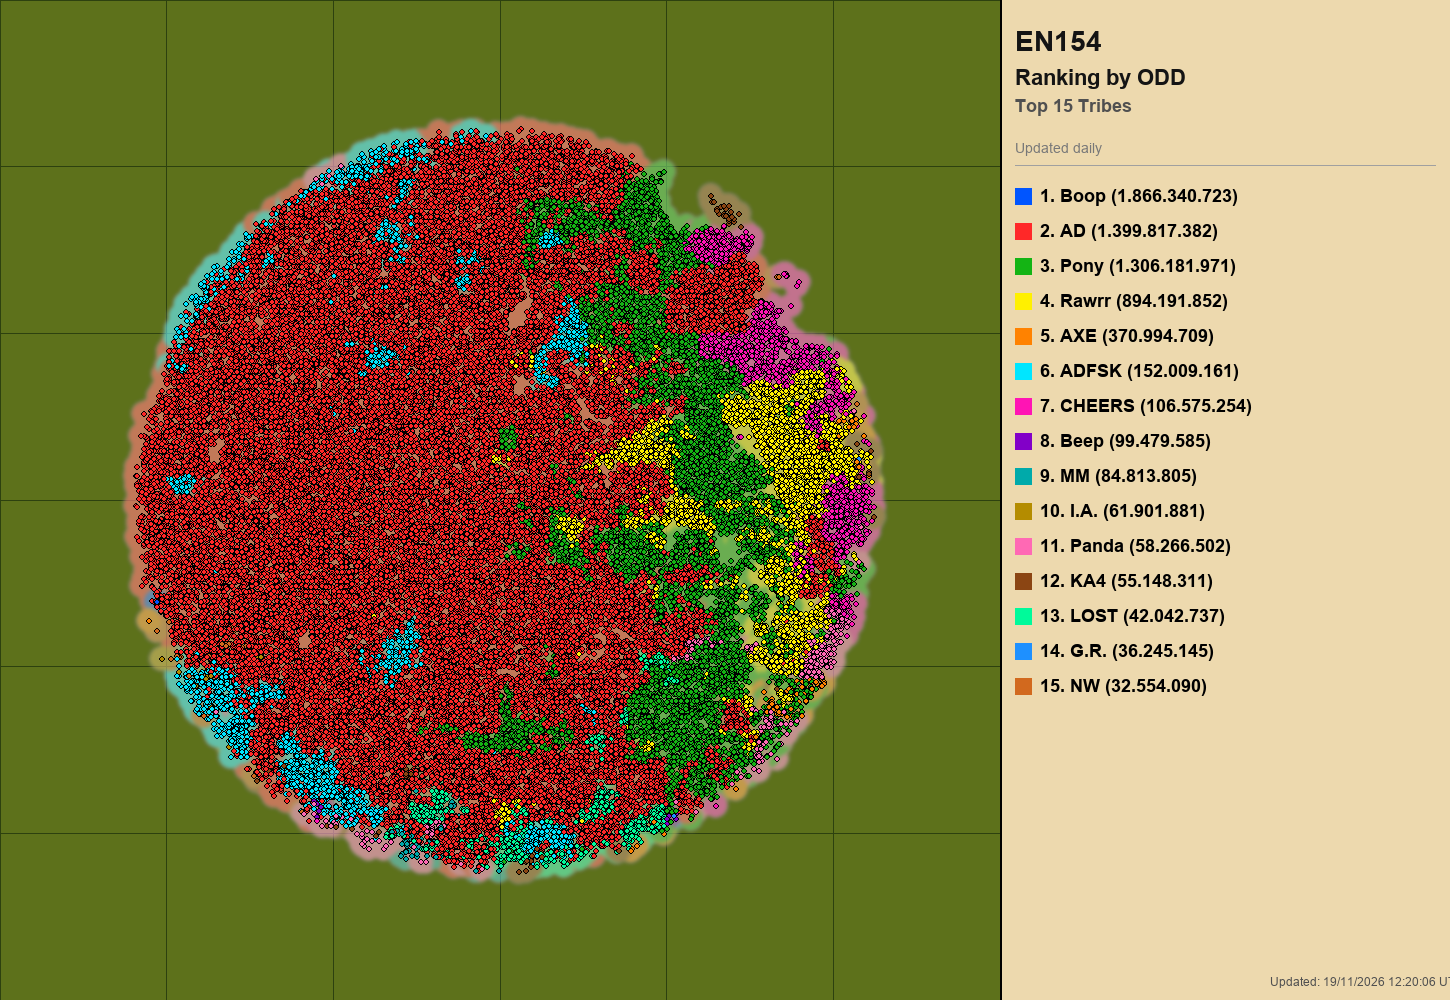 EN154
Ranking by ODD
Top 15 Tribes
Updated daily
1. Boop (1.866.340.723)
2. AD (1.399.817.382)
3. Pony (1.306.181.971)
4. Rawrr (894.191.852)
5. AXE (370.994.709)
6. ADFSK (152.009.161)
7. CHEERS (106.575.254)
8. Beep (99.479.585)
9. MM (84.813.805)
10. I.A. (61.901.881)
11. Panda (58.266.502)
12. KA4 (55.148.311)
13. LOST (42.042.737)
14. G.R. (36.245.145)
15. NW (32.554.090)
Updated: 19/11/2026 12:20:06